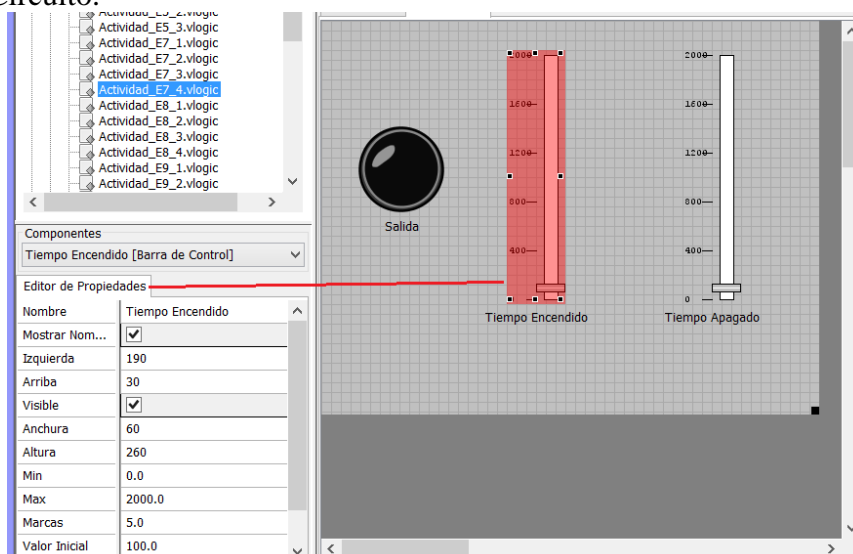 circuito.
Actividad_E5_2.vlogic
Actividad_E5_3.vlogic
Actividad_E7_1.vlogic
Actividad_E7_2.vlogic
Actividad_E7_3.vlogic
Actividad_E7_4.vlogic
Actividad_E8_1.vlogic
Actividad_E8_2.vlogic
Actividad_E8_3.vlogic
Actividad_E8_4.vlogic
Actividad_E9_1.vlogic
Actividad_E9_2.vlogic
Componentes
Tiempo Encendido [Barra de Control]
Editor de Propiedades
Nombre Tiempo Encendido
Mostrar Nom...
Izquierda 190
Arriba 30
Visible
Anchura 60
Altura 260
Min 0.0
Max 2000.0
Marcas 5.0
Valor Inicial 100.0
Salida
2000
1600
1200
800
400
Tiempo Encendido
2000
1600
1200
800
400
0
Tiempo Apagado